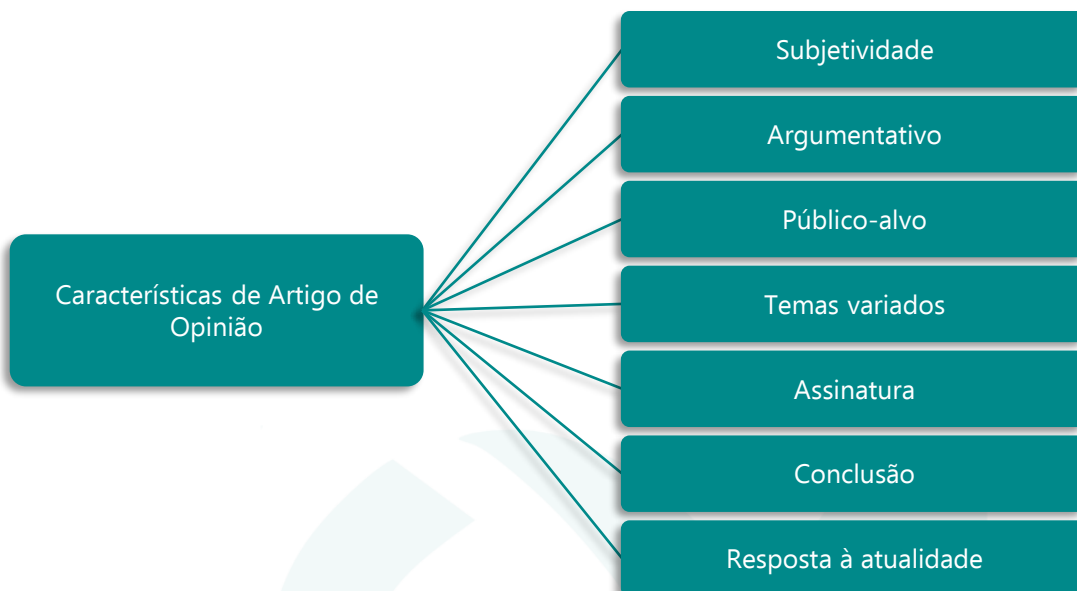 Características de Artigo de
Opinião
Subjetividade
Argumentativo
Público-alvo
Temas variados
Assinatura
Conclusão
Resposta à atualidade